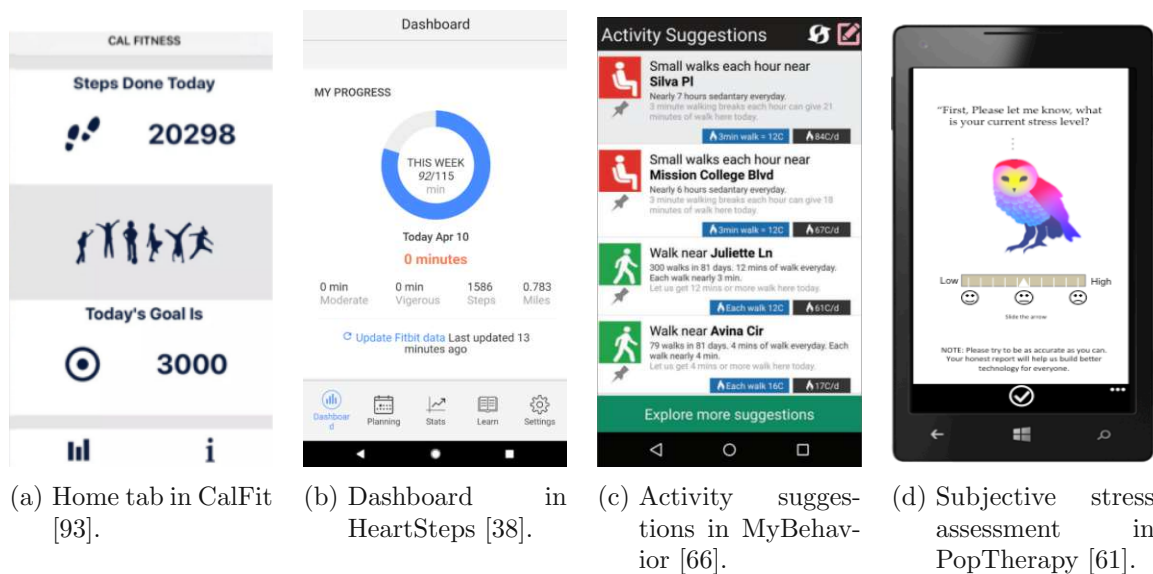 CAL FITNESS
Steps Done Today
20298
Today's Goal Is
3000
i
(a) Home tab in CalFit
[93].
Dashboard
MY PROGRESS
THIS WEEK
92/115
min
Today Apr 10
0 minutes
0 min 0 min 1586 0.783
Moderate Vigerous Steps Miles
Update Fitbit data Last updated 13
minutes ago
Dashboar
d
Planning Stats Learn Settings
(b) Dashboard in
HeartSteps [38].
Activity Suggestions
Small walks each hour near
Silva Pl
Nearly 7 hours sedantary everyday.
3 minute walking breaks each hour can give 21
minutes of walk here today.
3min walk = 12C 84C/d
Small walks each hour near
Mission College Blvd
Nearly 6 hours sedantary everyday.
3 minute walking breaks each hour can give 18
minutes of walk here today.
3min walk = 12C 67C/d
Walk near Juliette Ln
300 walks in 81 days. 12 mins of walk everyday.
Each walk nearly 3 min.
Let us get 12 mins or more walk here today.
Each walk 12C 61C/d
Walk near Avina Cir
79 walks in 81 days. 4 mins of walk everyday. Each
walk nearly 4 min.
Let us get 4 mins or more walk here today.
Each walk 16C 17C/d
Explore more suggestions
(c) Activity sugges-
tions in MyBehav-
ior [66].
"First, Please let me know, what
is your current stress level?
Low High
Slide the arrow
NOTE: Please try to be as accurate as you can.
Your honest report will help us build better
technology for everyone.
(d) Subjective stress
assessment in
PopTherapy [61].